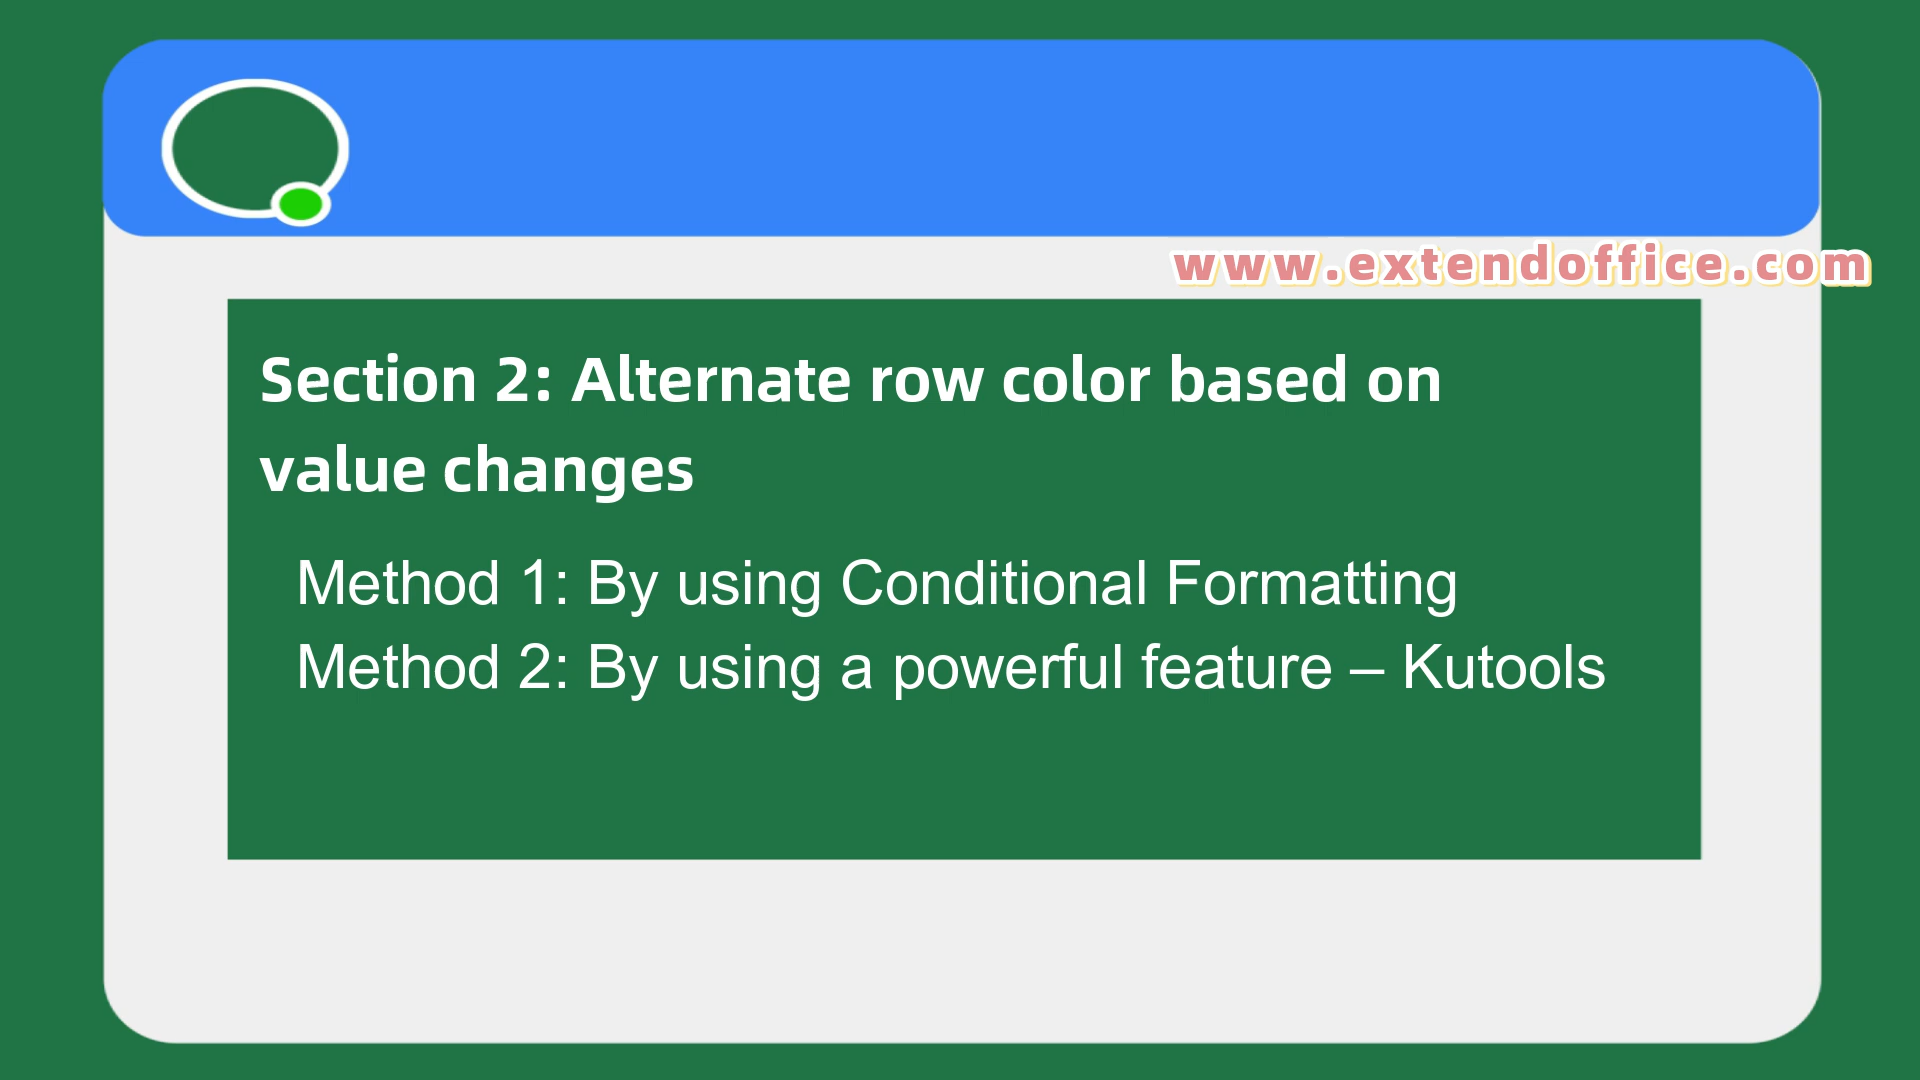 www.extendoffice.com
Section 2: Alternate row color based on
value changes
Method 1: By using Conditional Formatting
Method 2: By using a powerful feature – Kutools